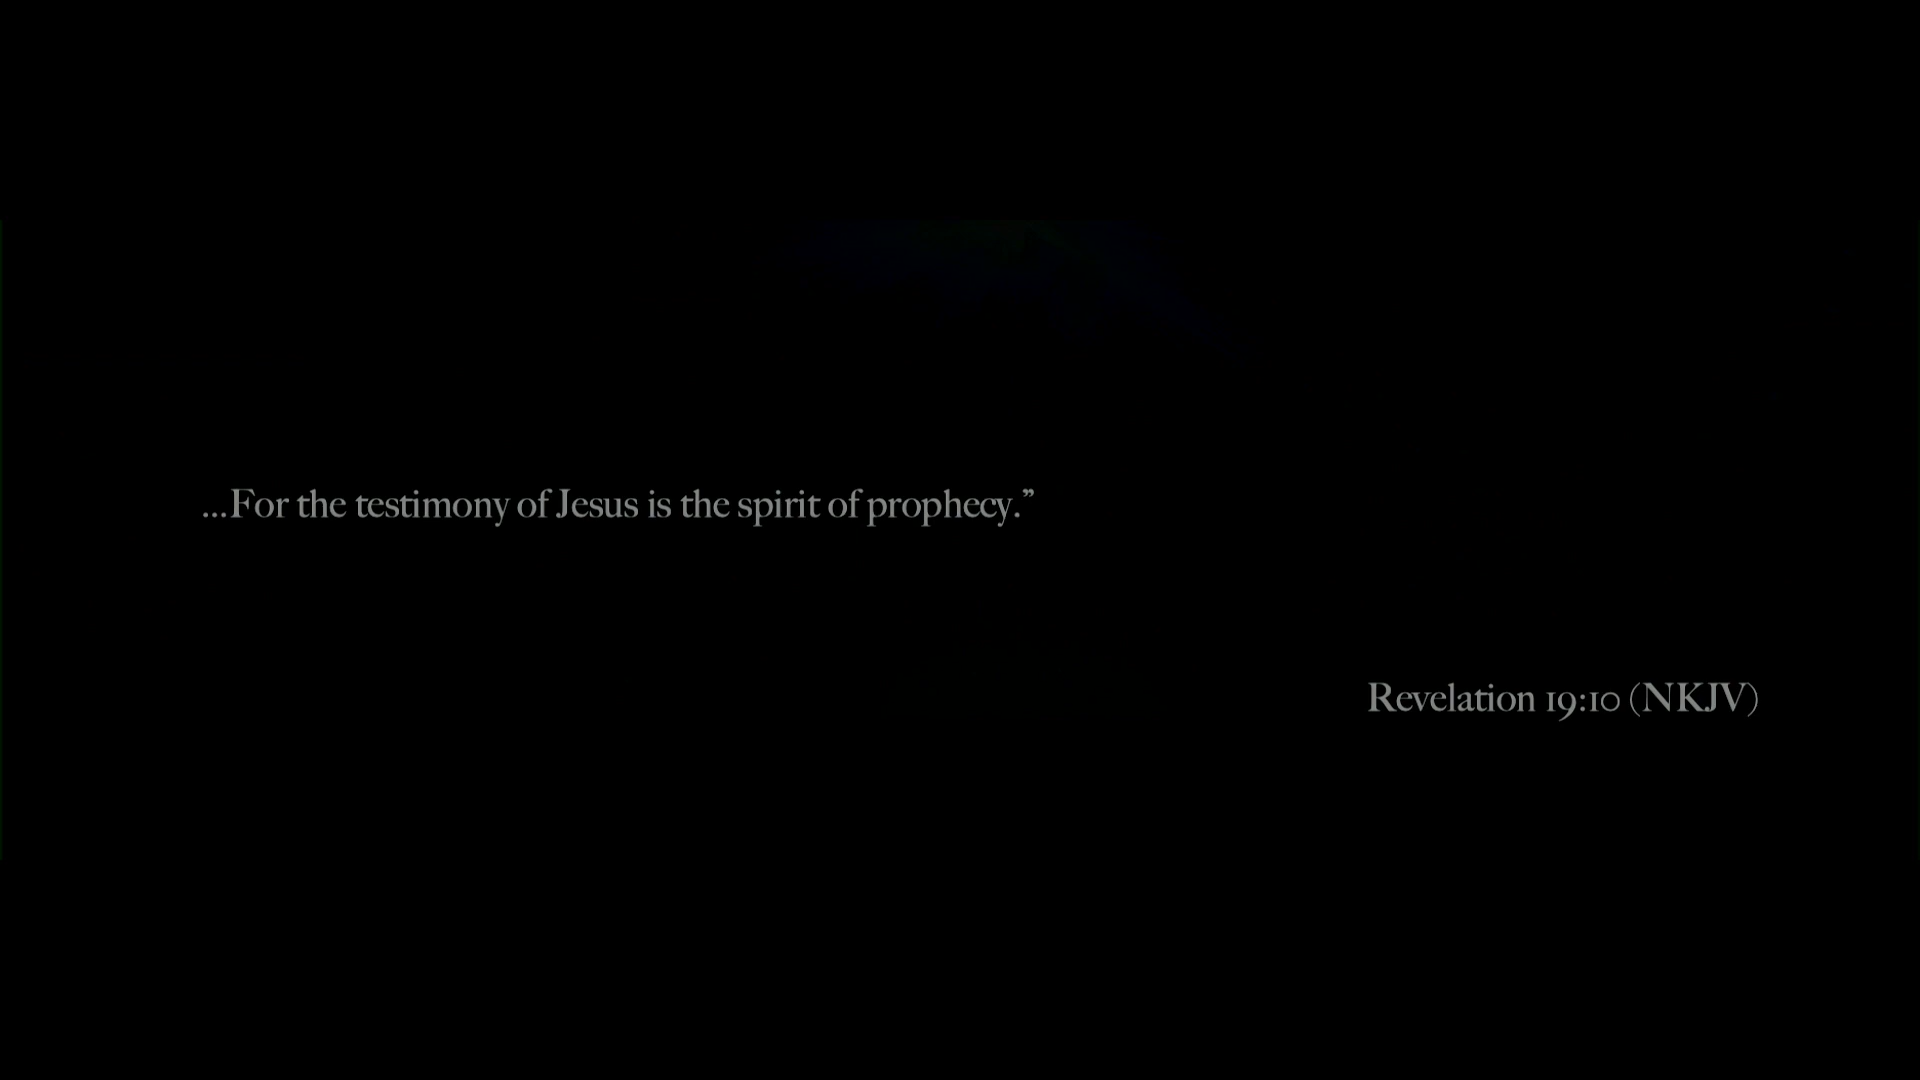 ...For the testimony of Jesus is the spirit of prophecy.”
Revelation 19:10 (NKJV)